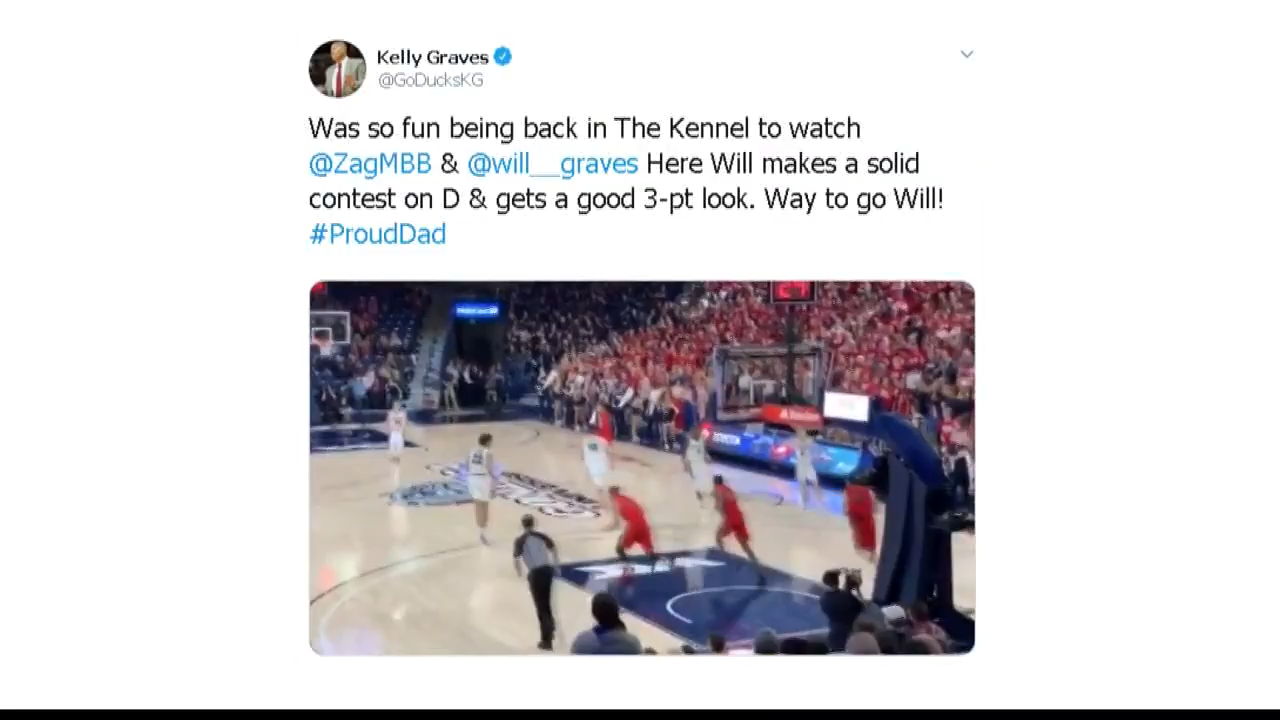 Kelly Graves
@GoDucksKG
Was so fun being back in The Kennel to watch
@ZagMBB & @will__graves Here Will makes a solid
contest on D & gets a good 3-pt look. Way to go Will!
#ProudDad